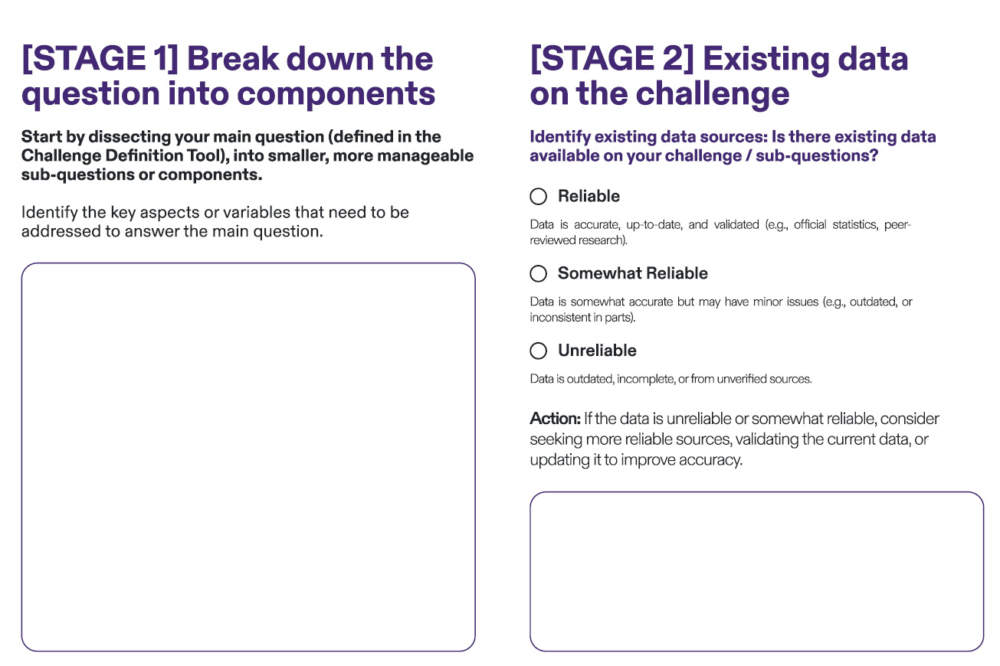 [STAGE 1] Break down the
question into components
Start by dissecting your main question (defined in the
Challenge Definition Tool), into smaller, more manageable
sub-questions or components.
Identify the key aspects or variables that need to be
addressed to answer the main question.
[STAGE 2] Existing data
on the challenge
Identify existing data sources: Is there existing data
available on your challenge / sub-questions?
Reliable
Data is accurate, up-to-date, and validated (e.g., official statistics, peer-
reviewed research).
Somewhat Reliable
Data is somewhat accurate but may have minor issues (e.g., outdated, or
inconsistent in parts).
Unreliable
Data is outdated, incomplete, or from unverified sources.
Action: If the data is unreliable or somewhat reliable, consider
seeking more reliable sources, validating the current data, or
updating it to improve accuracy.